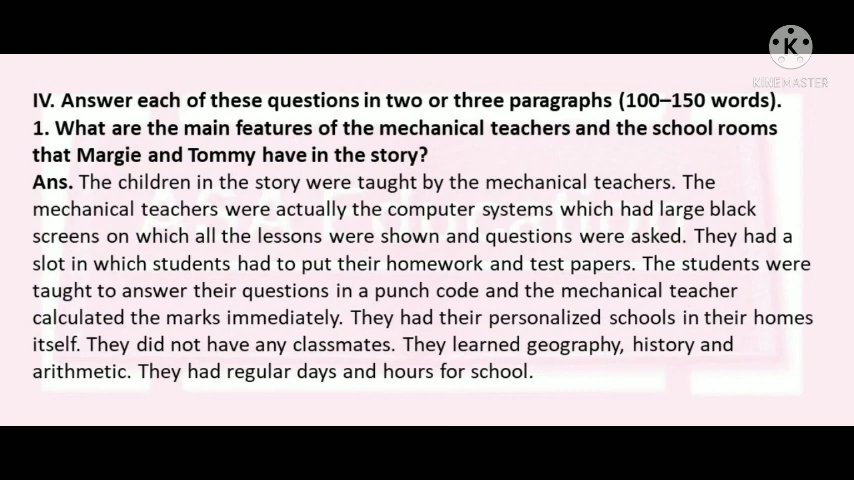 K
KINEMASTER
IV. Answer each of these questions in two or three paragraphs (100–150 words).
1. What are the main features of the mechanical teachers and the school rooms
that Margie and Tommy have in the story?
Ans. The children in the story were taught by the mechanical teachers. The
mechanical teachers were actually the computer systems which had large black
screens on which all the lessons were shown and questions were asked. They had a
slot in which students had to put their homework and test papers. The students were
taught to answer their questions in a punch code and the mechanical teacher
calculated the marks immediately. They had their personalized schools in their homes
itself. They did not have any classmates. They learned geography, history and
arithmetic. They had regular days and hours for school.